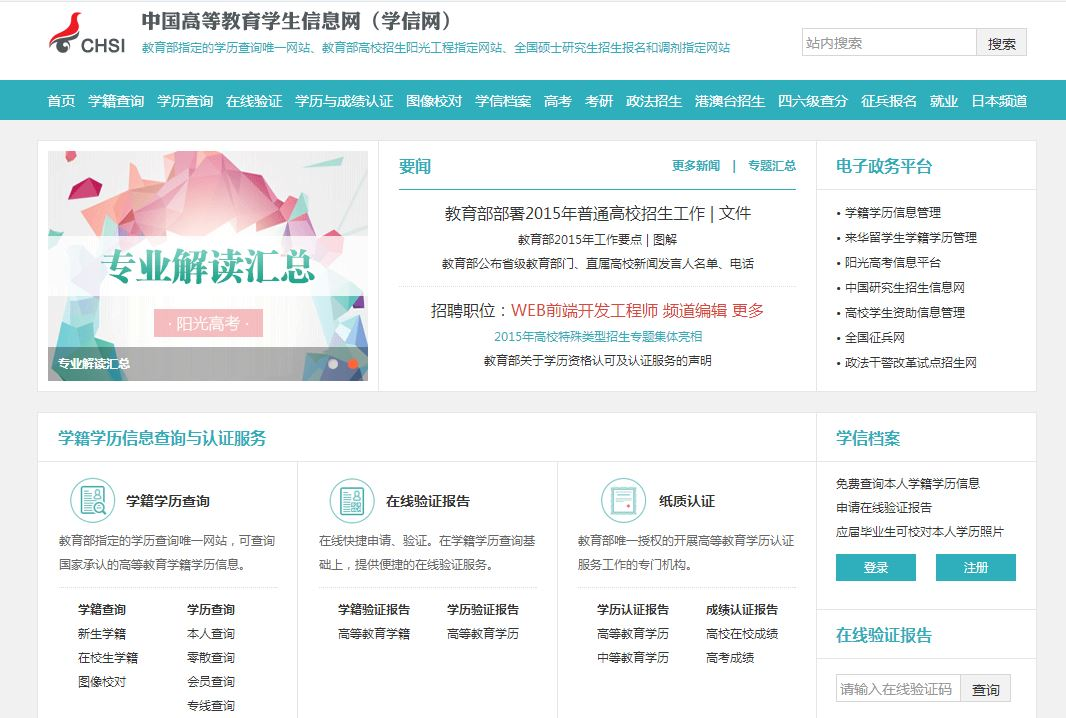 CHSI
中国高等教育学生信息网（学信网）
教育部指定的学历查询唯一网站、教育部高校招生阳光工程指定网站、全国硕士研究生招生报名和调剂指定网站
站内搜索 搜索
首页 学籍查询 学历查询 在线验证 学历与成绩认证 图像校对 学信档案 高考 考研 政法招生 港澳台招生 四六级查分 征兵报名 就业 日本频道
专业解读汇总
· 阳光高考 ·
专业解读汇总
要闻 更多新闻 | 专题汇总
教育部部署2015年普通高校招生工作 | 文件
教育部2015年工作要点 | 图解
教育部公布省级教育部门、直属高校新闻发言人名单、电话
招聘职位：WEB前端开发工程师 频道编辑 更多
2015年高校特殊类型招生专题集体亮相
教育部关于学历资格认可及认证服务的声明
电子政务平台
• 学籍学历信息管理
• 来华留学生学籍学历管理
• 阳光高考信息平台
• 中国研究生招生信息网
• 高校学生资助信息管理
• 全国征兵网
• 政法干警改革试点招生网
学籍学历信息查询与认证服务
学籍学历查询
教育部指定的学历查询唯一网站，可查询
国家承认的高等教育学籍学历信息。
学籍查询 学历查询
新生学籍 本人查询
在校生学籍 零散查询
图像校对 会员查询
专线查询
在线验证报告
在线快捷申请、验证。在学籍学历查询基
础上，提供便捷的在线验证服务。
学籍验证报告 学历验证报告
高等教育学籍 高等教育学历
纸质认证
教育部唯一授权的开展高等教育学历认证
服务工作的专门机构。
学历认证报告 成绩认证报告
高等教育学历 高校在校成绩
中等教育学历 高考成绩
学信档案
免费查询本人学籍学历信息
申请在线验证报告
应届毕业生可校对本人学历照片
登录 注册
在线验证报告
请输入在线验证码 查询